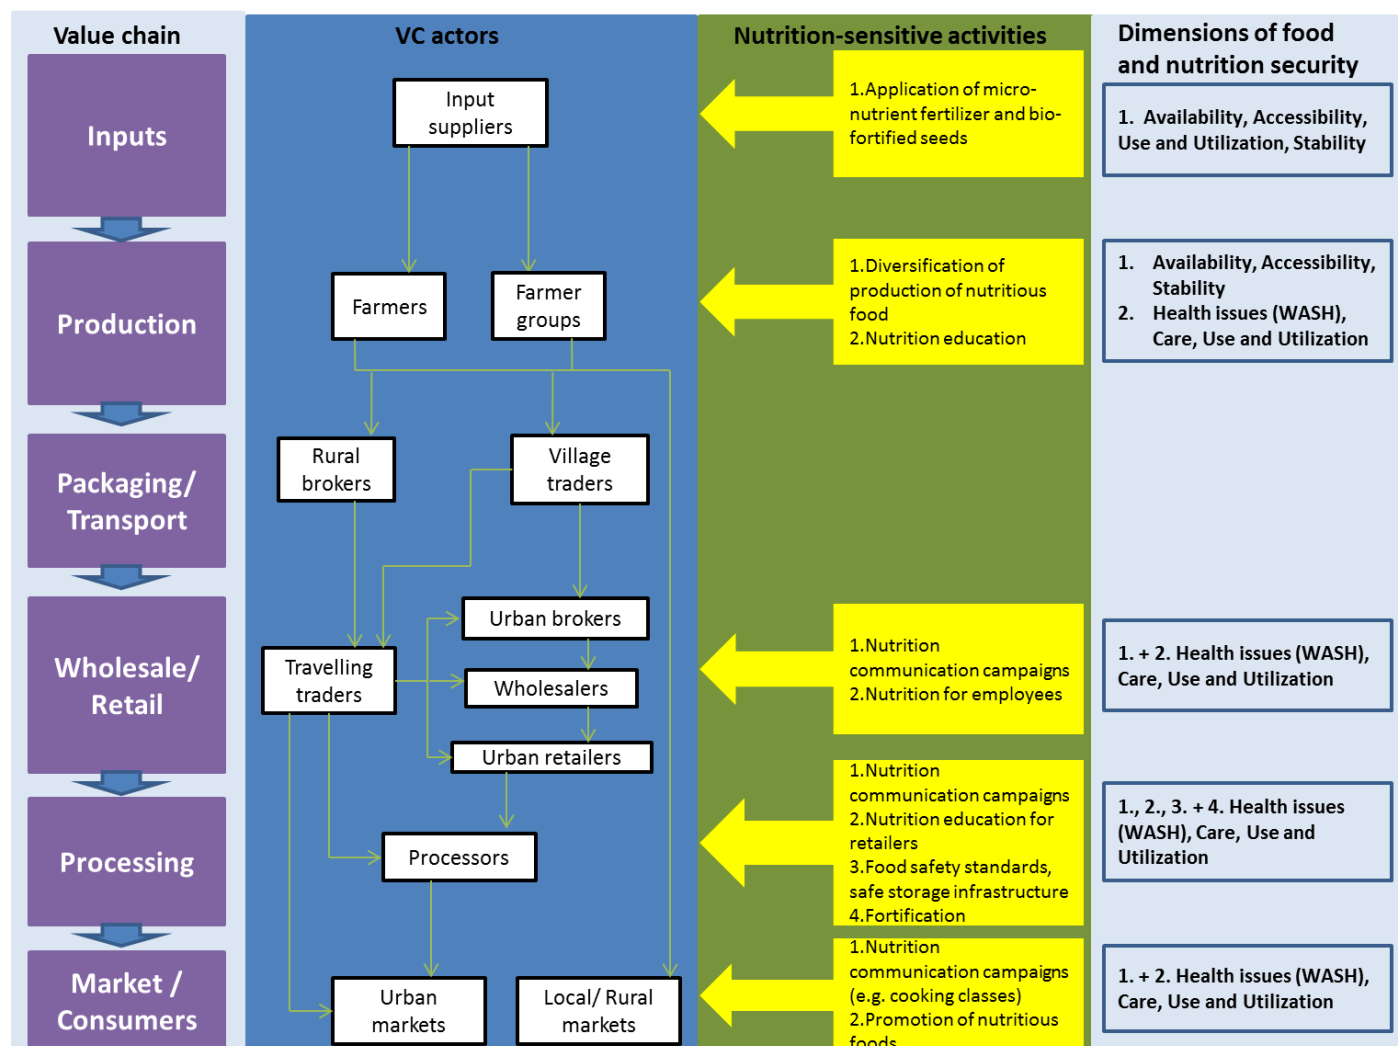 Value chain
VC actors
Nutrition-sensitive activities
Dimensions of food
and nutrition security
Inputs
Input
suppliers
1.Application of micro-
nutrient fertilizer and bio-
fortified seeds
1. Availability, Accessibility,
Use and Utilization, Stability
Production
Farmers
Farmer
groups
1.Diversification of
production of nutritious
food
2.Nutrition education
1. Availability, Accessibility,
Stability
2. Health issues (WASH),
Care, Use and Utilization
Packaging/
Transport
Rural
brokers
Village
traders
Wholesale/
Retail
Travelling
traders
Urban brokers
Wholesalers
Urban retailers
1.Nutrition
communication campaigns
2.Nutrition for employees
1. + 2. Health issues (WASH),
Care, Use and Utilization
Processing
Processors
1.Nutrition
communication campaigns
2.Nutrition education for
retailers
3.Food safety standards,
safe storage infrastructure
4.Fortification
1., 2., 3. + 4. Health issues
(WASH), Care, Use and
Utilization
Market /
Consumers
Urban
markets
Local/ Rural
markets
1.Nutrition
communication campaigns
(e.g. cooking classes)
2.Promotion of nutritious
foods
1. + 2. Health issues (WASH),
Care, Use and Utilization